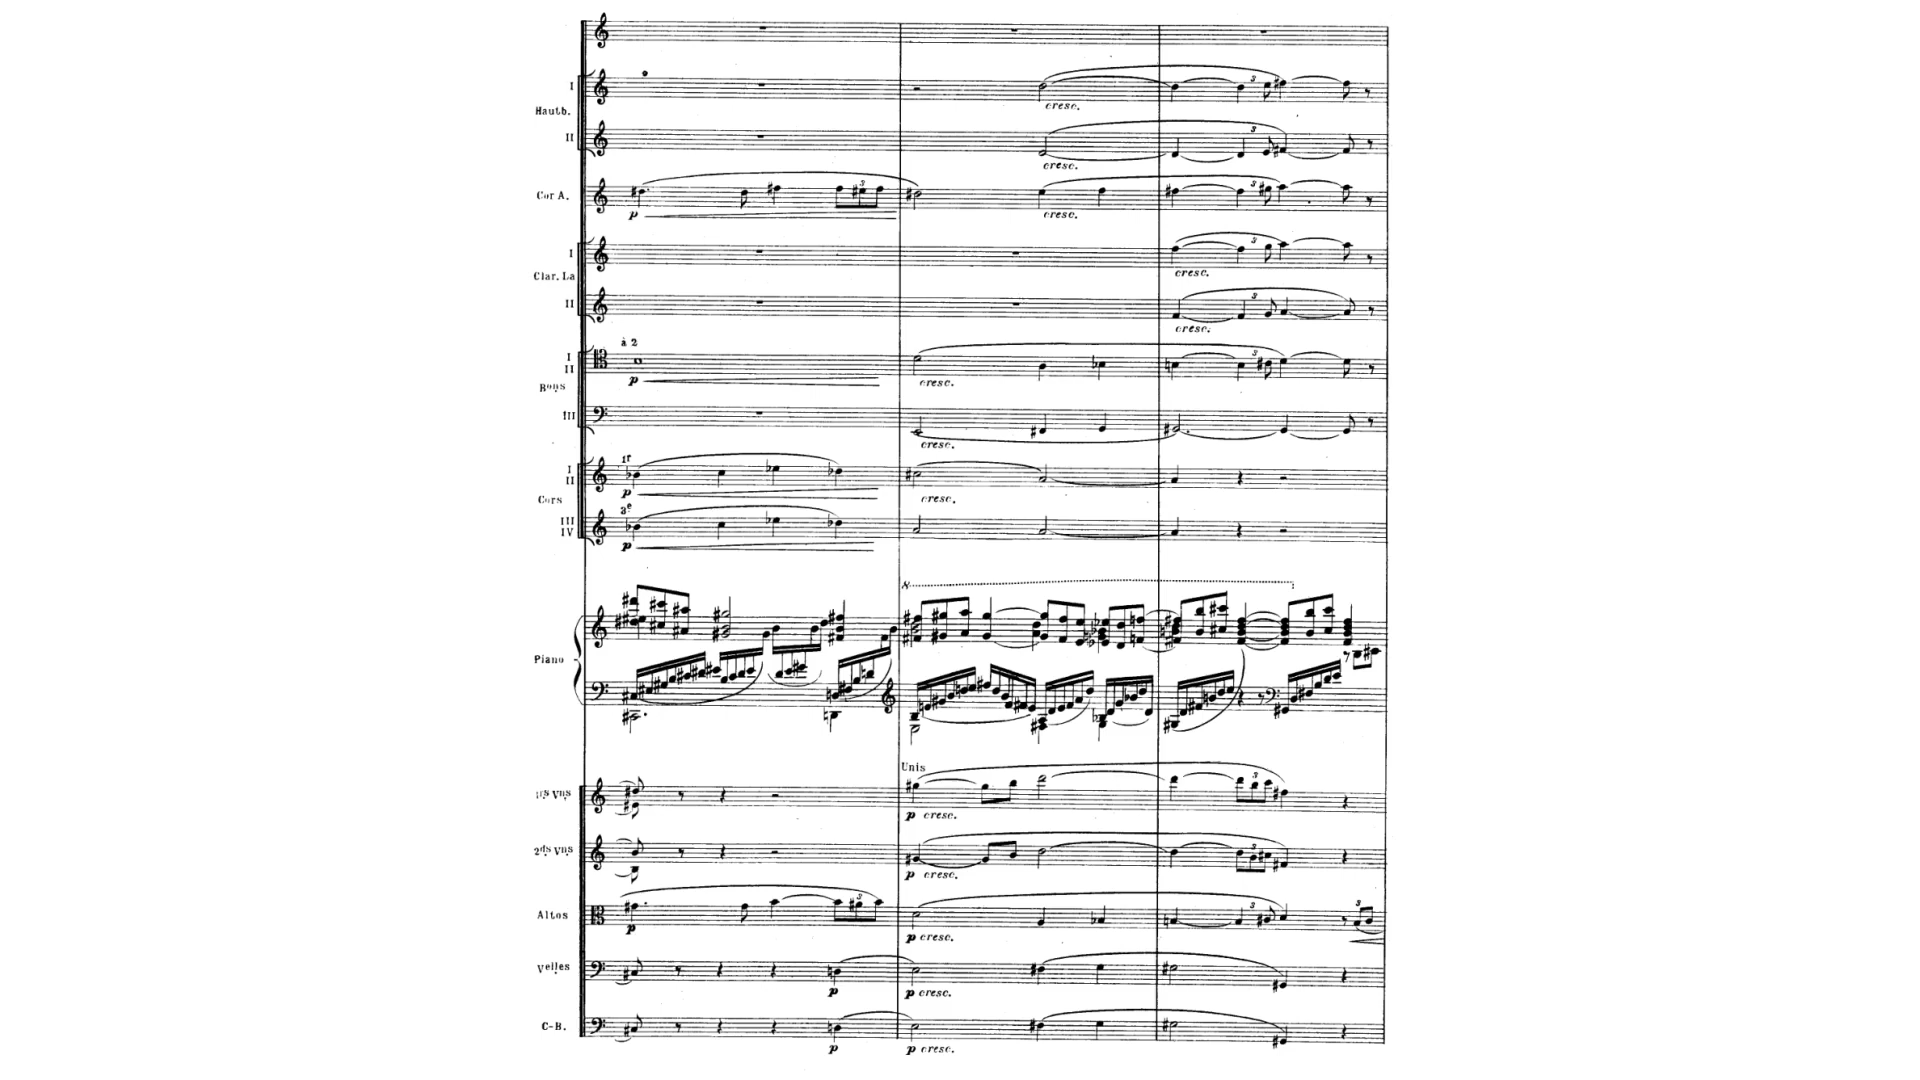 I
Hautb.
cresc.
II
cresc.
Cor A.
3
p
cresc.
I
Clar. La
cresc.
II
cresc.
à 2
I
II
p
cresc.
Bons
III
cresc.
1r
I
II
p
cresc.
Cors
3e
III
IV
p
8
Piano
Unis
1rs Vns
p cresc.
2ds Vns
p cresc.
Altos
p
p cresc.
Velles
p
p cresc.
C-B.
p
p cresc.